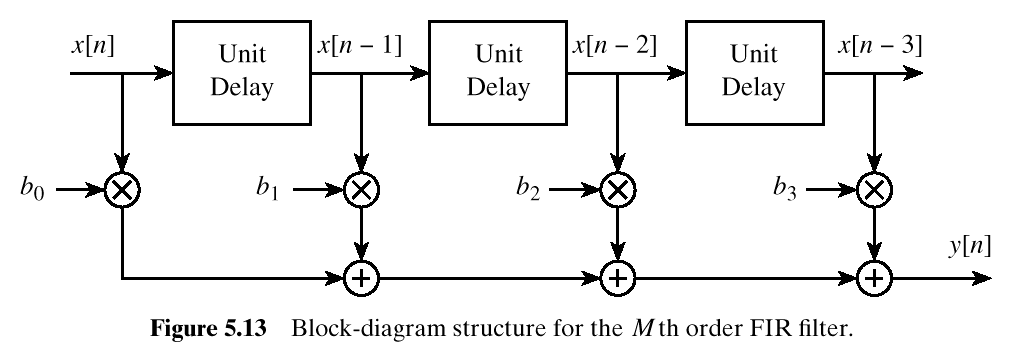 x[n]
Unit
Delay
x[n − 1]
Unit
Delay
x[n − 2]
Unit
Delay
x[n − 3]
b₀
b₁
b₂
b₃
y[n]
Figure 5.13 Block-diagram structure for the Mth order FIR filter.